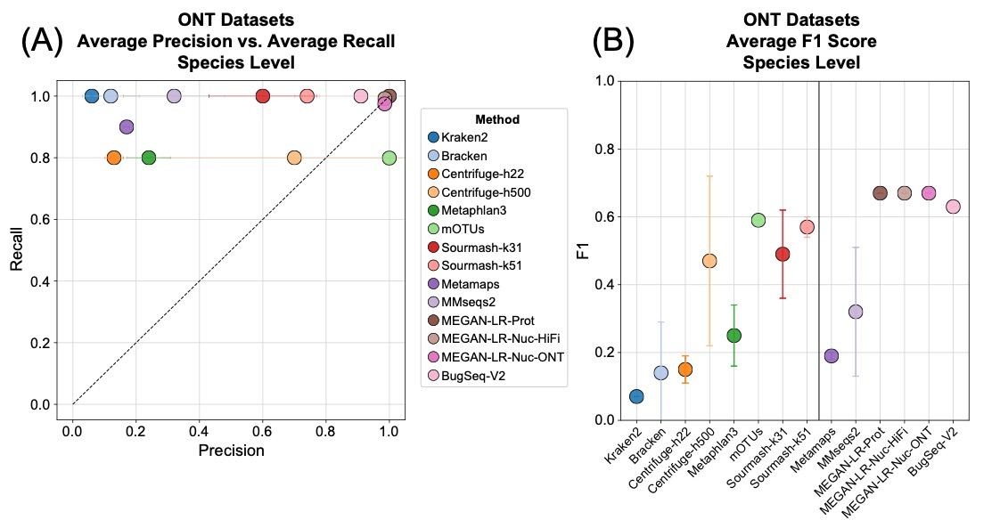 (A)
ONT Datasets
Average Precision vs. Average Recall
Species Level
1.0
0.8
0.6
0.4
0.2
0.0
Recall
0.0 0.2 0.4 0.6 0.8 1.0
Precision
Method
Kraken2
Bracken
Centrifuge-h22
Centrifuge-h500
Metaphlan3
mOTUs
Sourmash-k31
Sourmash-k51
Metamaps
MMseqs2
MEGAN-LR-Prot
MEGAN-LR-Nuc-HiFi
MEGAN-LR-Nuc-ONT
BugSeq-V2
(B)
ONT Datasets
Average F1 Score
Species Level
1.0
0.8
0.6
0.4
0.2
0.0
F1
Kraken2
Bracken
Centrifuge-h22
Centrifuge-h500
Metaphlan3
mOTUs
Sourmash-k31
Sourmash-k51
Metamaps
MMseqs2
MEGAN-LR-Prot
MEGAN-LR-Nuc-HiFi
MEGAN-LR-Nuc-ONT
BugSeq-V2